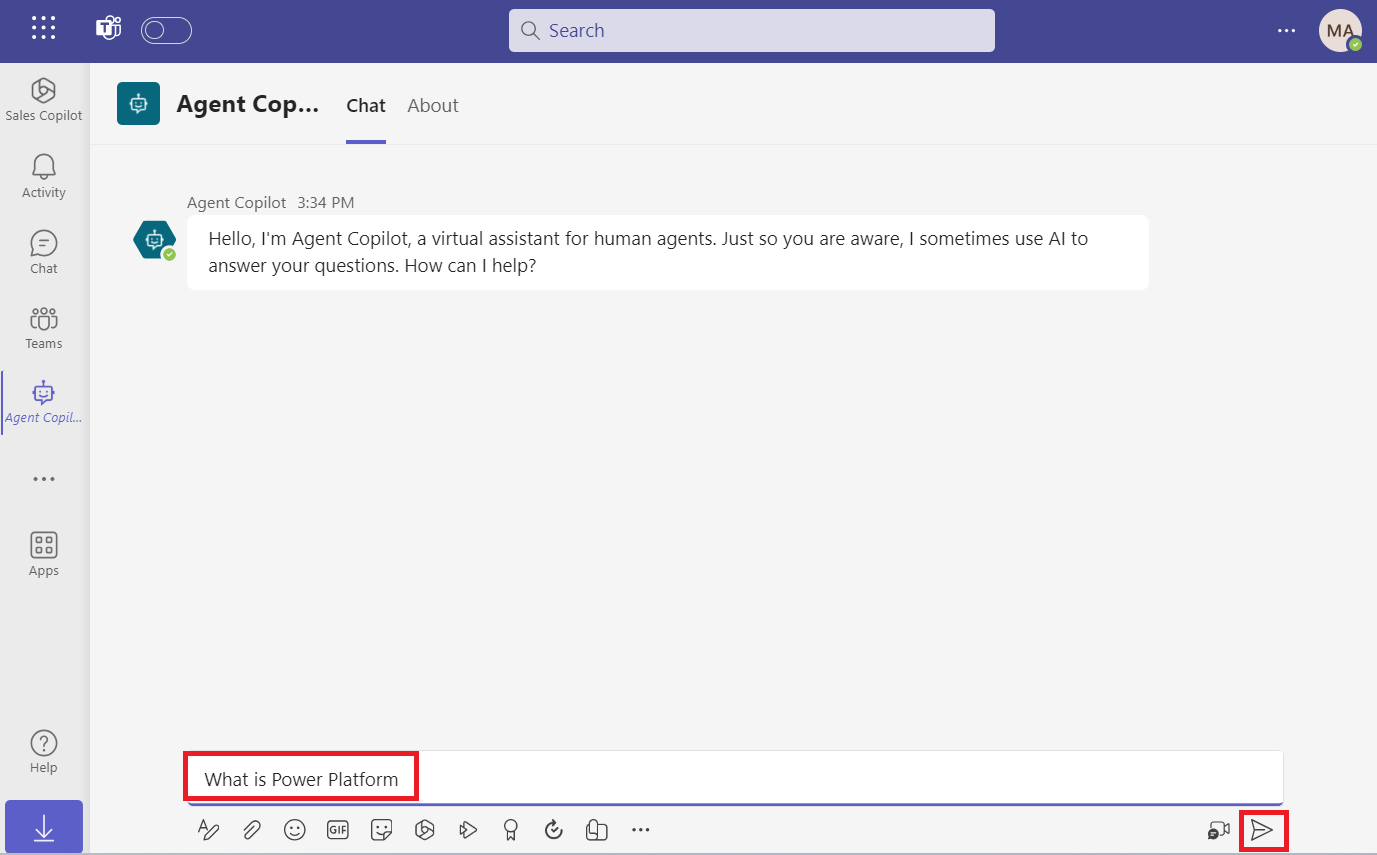 Search
MA
Sales Copilot
Activity
Chat
Teams
Agent Copil...
Apps
Help
Agent Cop...
Chat
About
Agent Copilot 3:34 PM
Hello, I'm Agent Copilot, a virtual assistant for human agents. Just so you are aware, I sometimes use AI to
answer your questions. How can I help?
What is Power Platform
GIF